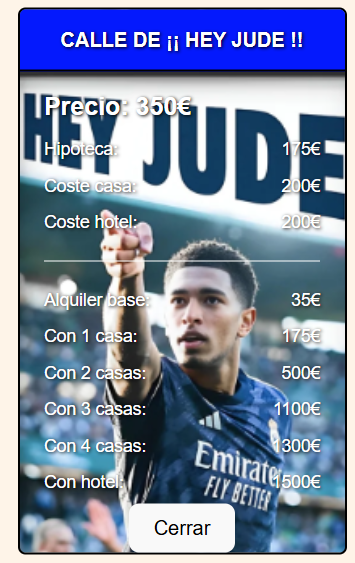 CALLE DE ¡¡ HEY JUDE !!
HEY JUDE
Precio: 350€
Hipoteca: 175€
Coste casa: 200€
Coste hotel: 200€
Alquiler base: 35€
Con 1 casa: 175€
Con 2 casas: 500€
Con 3 casas: 1100€
Con 4 casas: 1300€
Con hotel: 1500€
Emirates
FLY BETTER
Cerrar